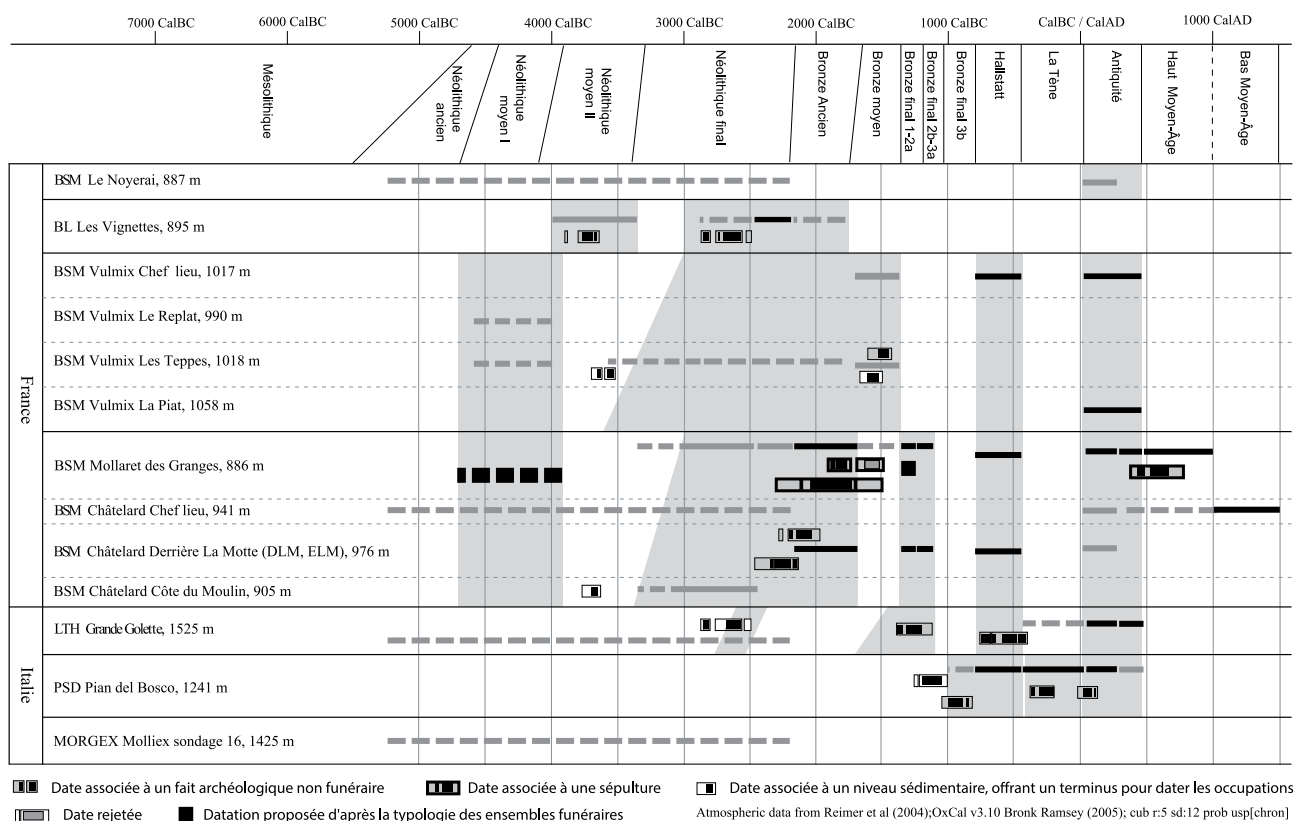 7000 CalBC 6000 CalBC 5000 CalBC 4000 CalBC 3000 CalBC 2000 CalBC 1000 CalBC CalBC / CalAD 1000 CalAD
Mésolithique
Néolithique ancien
Néolithique moyen I
Néolithique moyen II
Néolithique final
Bronze Ancien
Bronze moyen
Bronze final 1-2a
Bronze final 2b-3a
Bronze final 3b
Hallstatt
La Tène
Antiquité
Haut Moyen-Âge
Bas Moyen-Âge
France
BSM Le Noyerai, 887 m
BL Les Vignettes, 895 m
BSM Vulmix Chef lieu, 1017 m
BSM Vulmix Le Replat, 990 m
BSM Vulmix Les Teppes, 1018 m
BSM Vulmix La Piat, 1058 m
BSM Mollaret des Granges, 886 m
BSM Châtelard Chef lieu, 941 m
BSM Châtelard Derrière La Motte (DLM, ELM), 976 m
BSM Châtelard Côte du Moulin, 905 m
Italie
LTH Grande Golette, 1525 m
PSD Pian del Bosco, 1241 m
MORGEX Molliex sondage 16, 1425 m
Date associée à un fait archéologique non funéraire Date associée à une sépulture Date associée à un niveau sédimentaire, offrant un terminus pour dater les occupations
Date rejetée Datation proposée d'après la typologie des ensembles funéraires Atmospheric data from Reimer et al (2004);OxCal v3.10 Bronk Ramsey (2005); cub r:5 sd:12 prob usp[chron]